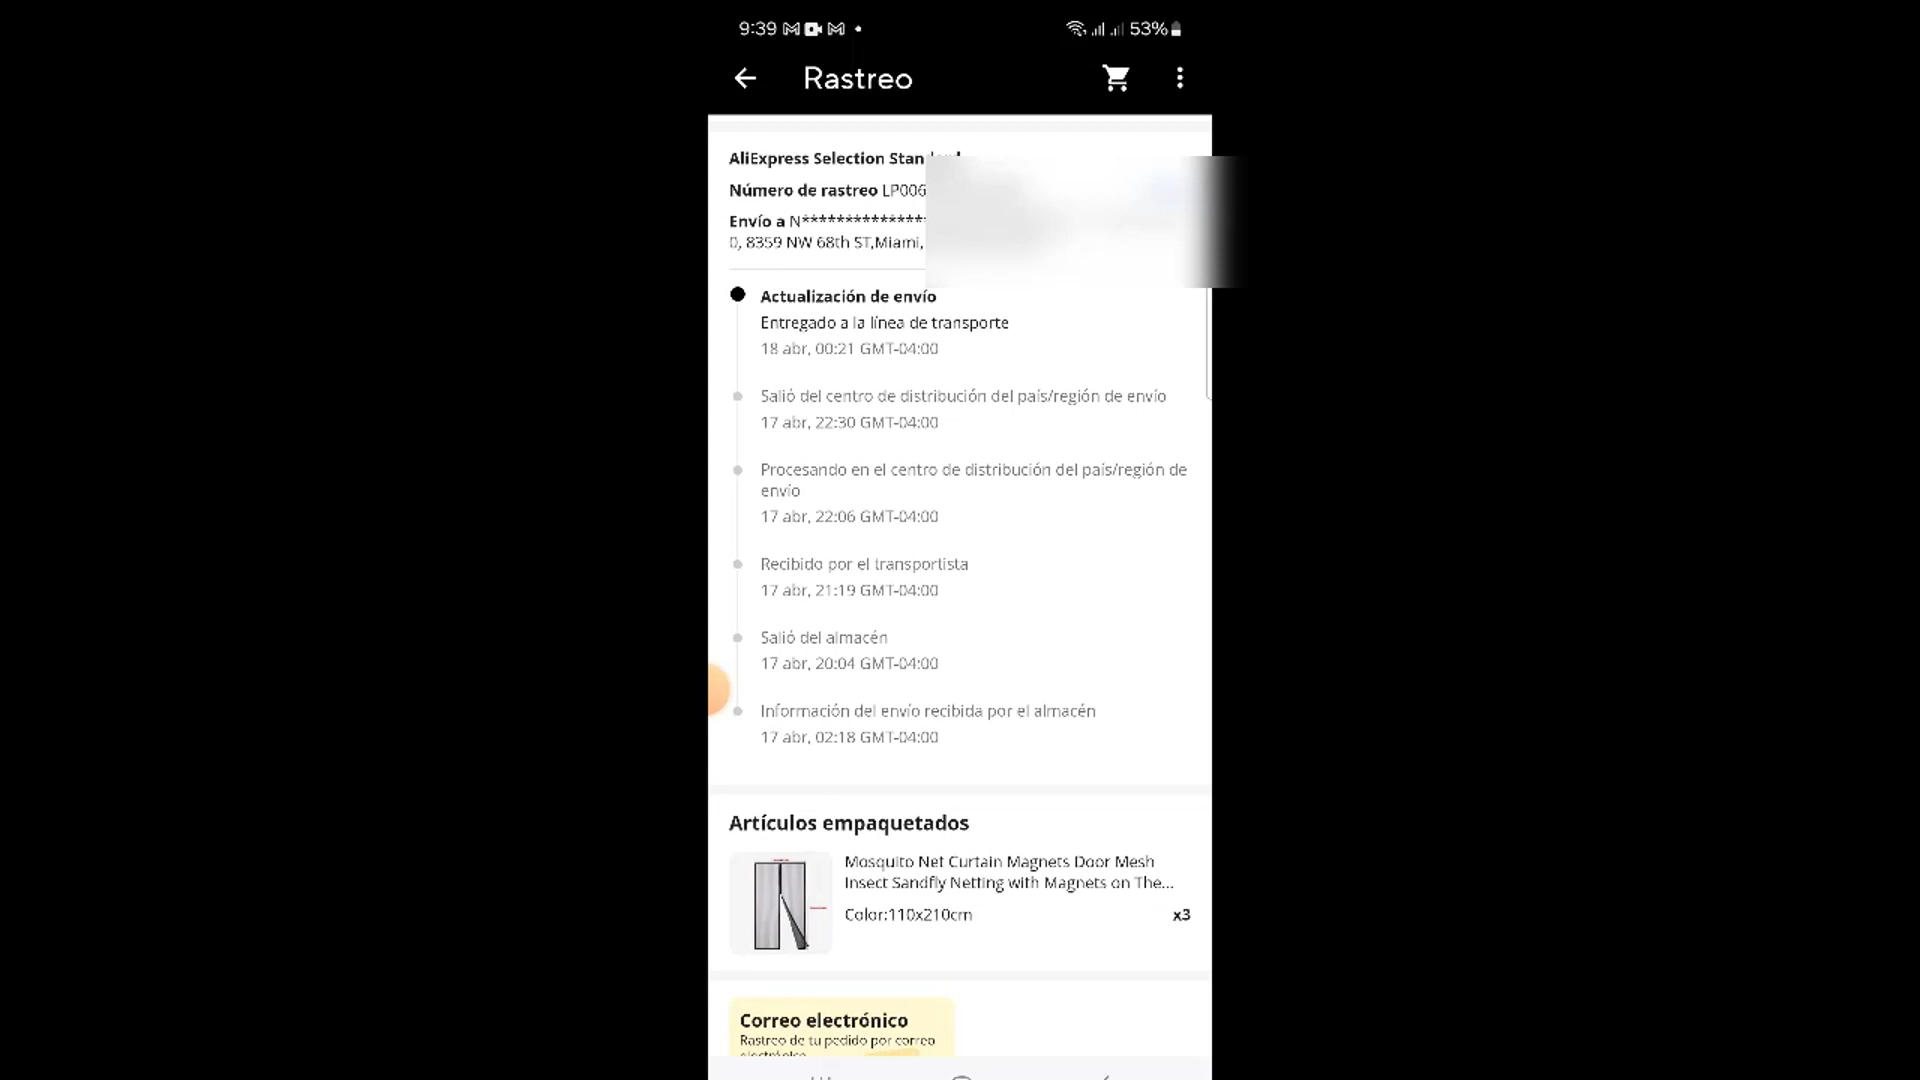 9:39
53%
Rastreo
AliExpress Selection
Número de rastreo LP006
Envío a N**************
0, 8359 NW 68th ST,Miami,
Actualización de envío
Entregado a la línea de transporte
18 abr, 00:21 GMT-04:00
Salió del centro de distribución del país/región de envío
17 abr, 22:30 GMT-04:00
Procesando en el centro de distribución del país/región de
envío
17 abr, 22:06 GMT-04:00
Recibido por el transportista
17 abr, 21:19 GMT-04:00
Salió del almacén
17 abr, 20:04 GMT-04:00
Información del envío recibida por el almacén
17 abr, 02:18 GMT-04:00
Artículos empaquetados
Mosquito Net Curtain Magnets Door Mesh
Insect Sandfly Netting with Magnets on The...
Color:110x210cm
x3
Correo electrónico
Rastreo de tu pedido por correo